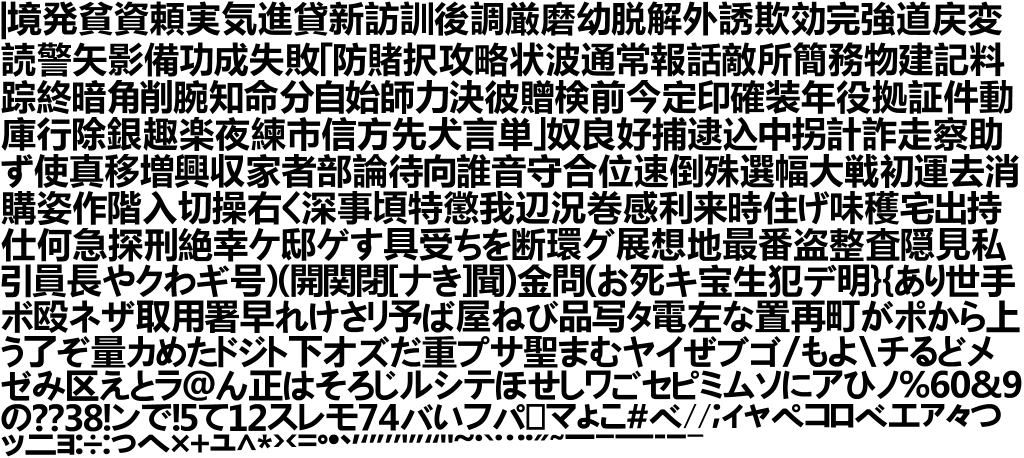 |境発貧資頼実気進貸新訪訓後調厳磨幼脱解外誘欺効完強道戻変
読警矢影備功成失敗「防賭択攻略状波通常報話敵所簡務物建記料
踪終暗角削腕知命分自始師力決彼贈検前今定印確装年役拠証件動
庫行除銀趣楽夜練市信方先犬言単」奴良好捕逮込中拐計詐走察助
ず使真移増興収家者部論待向誰音守合位速倒殊選幅大戦初運去消
購姿作階入切操右く深事頃特懲我辺況巻感利来時住げ味穫宅出持
仕何急探刑絶幸ケ邸ゲす具受ちを断環グ展想地最番盗整査隠見私
引員長やクわギ号)(開関閉[ナき]聞)金問(お死キ宝生犯デ明}{あり世手
ボ殴ネザ取用署早れけさリ予ば屋ねび品写タ電左な置再町がポから上
う了ぞ量カめたドジト下オズだ重プサ聖まむヤイぜブゴ/もよ\チるどメ
ゼみ区えとラ@ん正はそろじルシテほせしワごセピミムソにアひノ%60&9
の??38!ンで!5て12スレモ74バいフパ□マょこ#べ//;ィャペコロベエア々つ
ッニョ:÷:っへ×+ュ^*><=